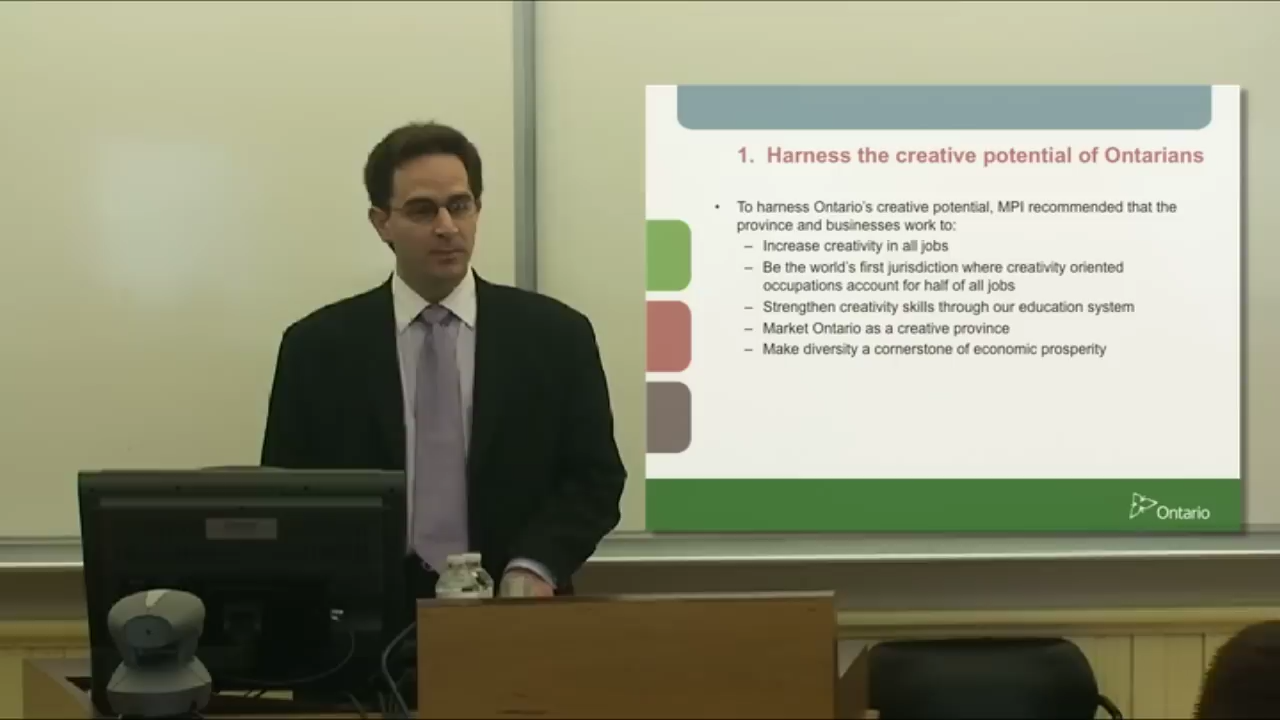 1. Harness the creative potential of Ontarians
• To harness Ontario's creative potential, MPI recommended that the
province and businesses work to:
– Increase creativity in all jobs
– Be the world's first jurisdiction where creativity oriented
occupations account for half of all jobs
– Strengthen creativity skills through our education system
– Market Ontario as a creative province
– Make diversity a cornerstone of economic prosperity
Ontario